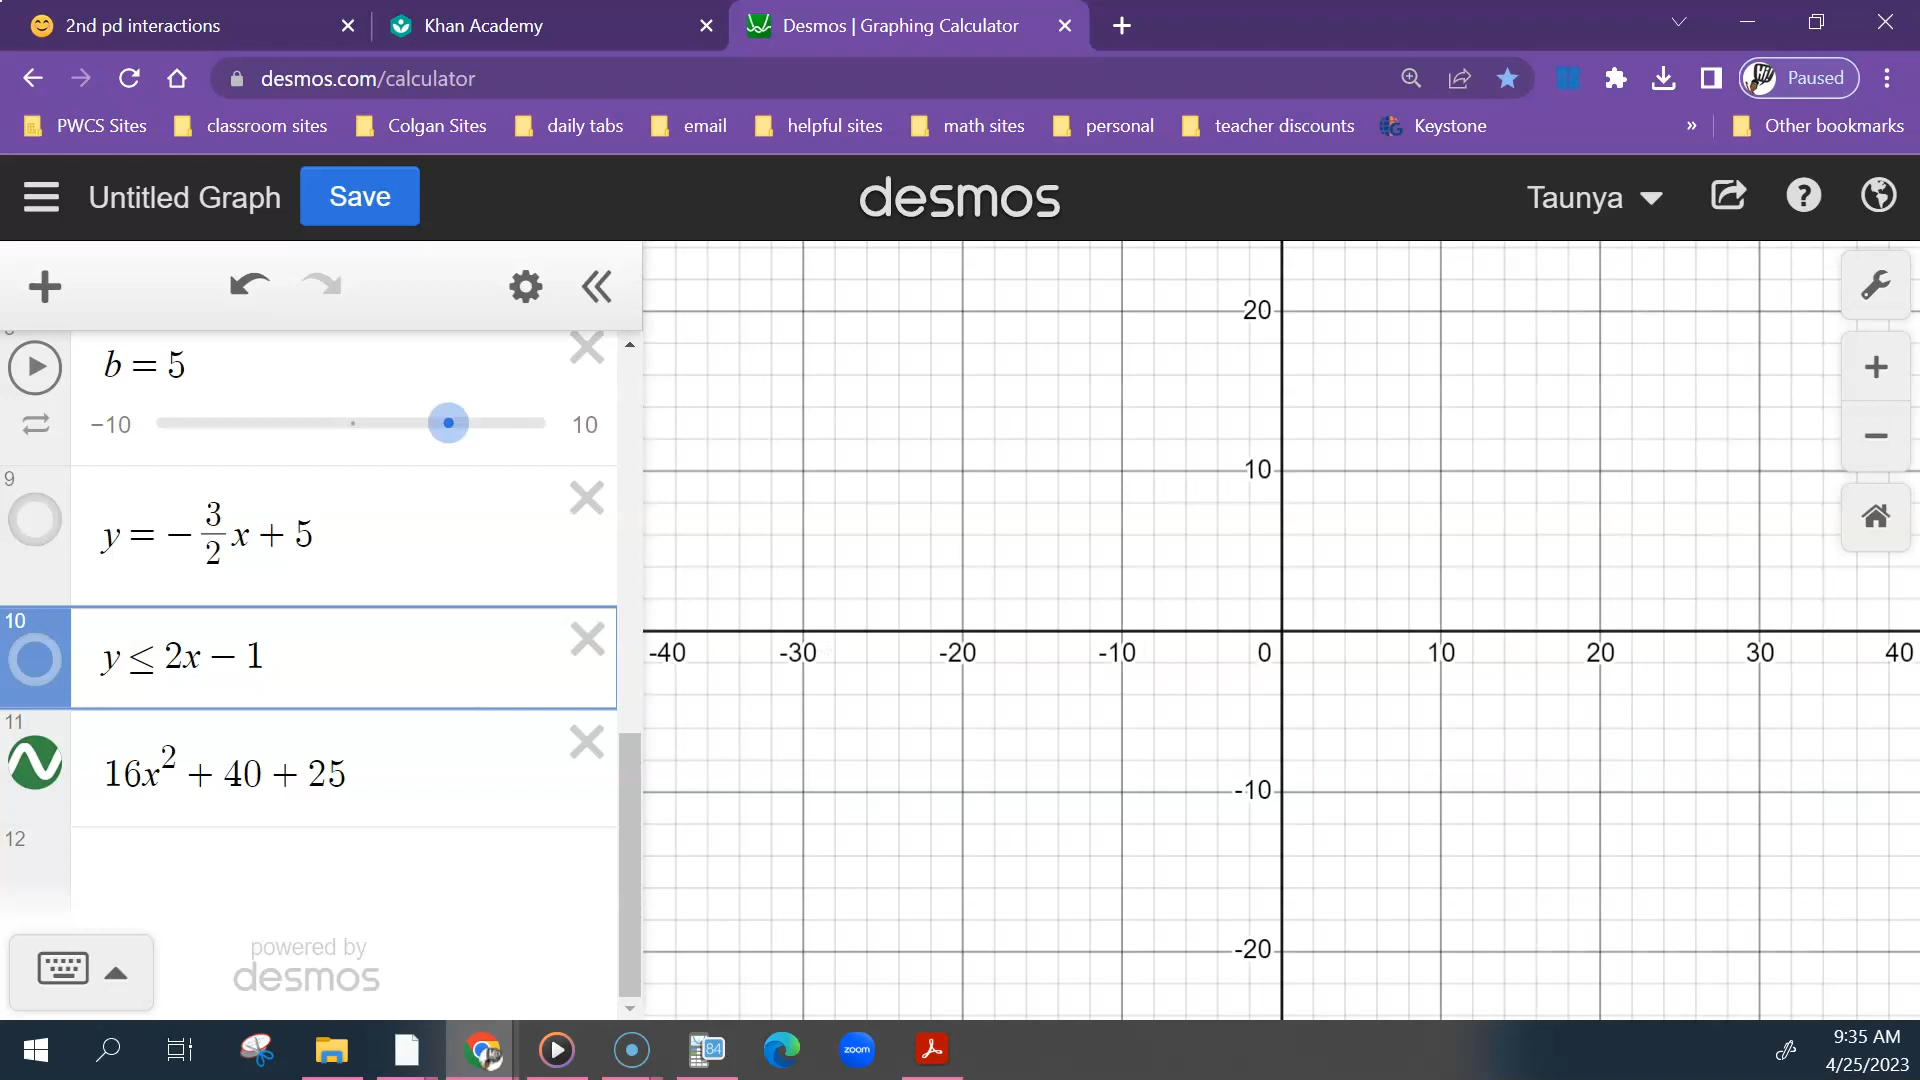 2nd pd interactions
Khan Academy
Desmos | Graphing Calculator
desmos.com/calculator
Paused
PWCS Sites
classroom sites
Colgan Sites
daily tabs
email
helpful sites
math sites
personal
teacher discounts
Keystone
»
Other bookmarks
Untitled Graph
Save
desmos
Taunya
b = 5
−10
10
9
y = − 3/2 x + 5
10
y ≤ 2x − 1
11
16x² + 40 + 25
12
powered by
desmos
20
10
-40 -30 -20 -10 0 10 20 30 40
-10
-20
84
zoom
9:35 AM
4/25/2023